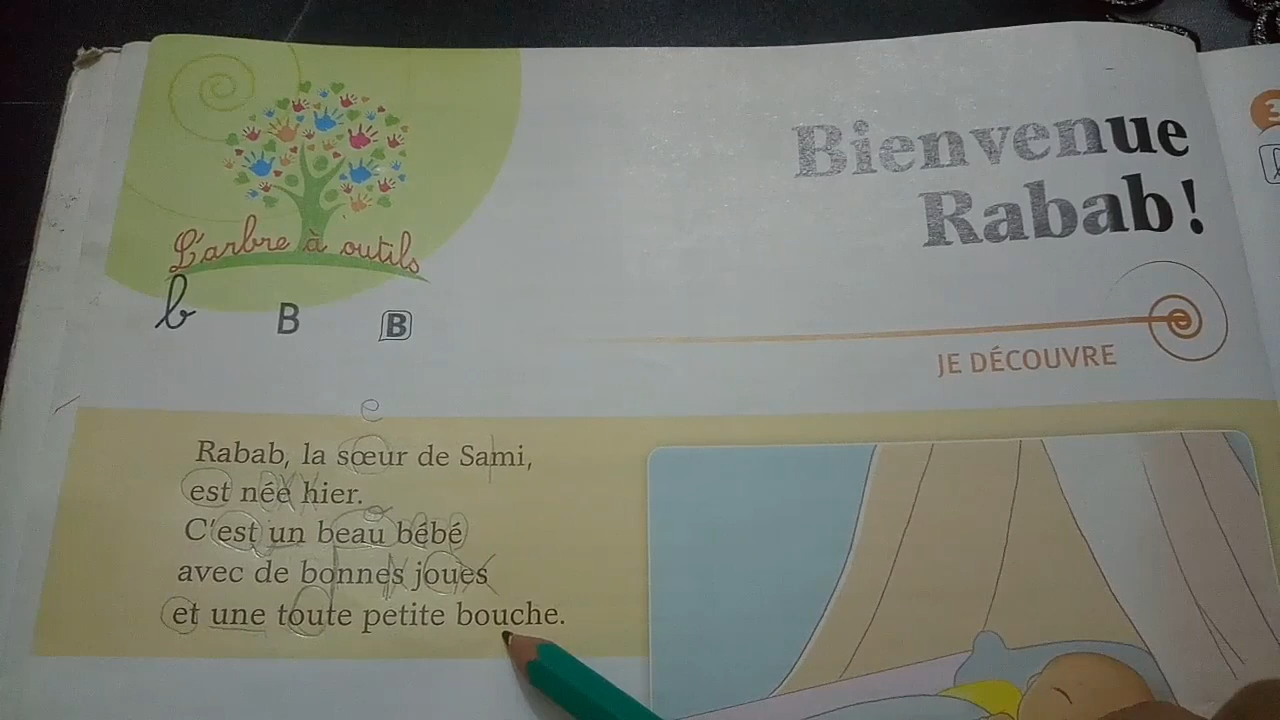 L'arbre à outils
b B B
Bienvenue
Rabab!
JE DÉCOUVRE
e
Rabab, la sœur de Sami,
est née hier.
C'est un beau bébé
avec de bonnes joues
et une toute petite bouche.
3